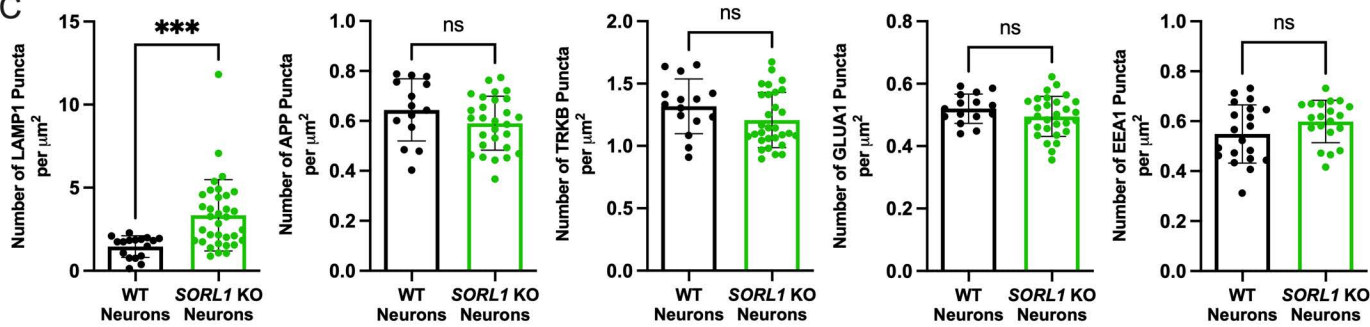 C
Number of LAMP1 Puncta
per μm²
15
10
5
0
***
WT
Neurons
SORL1 KO
Neurons
Number of APP Puncta
per μm²
1.0
0.8
0.6
0.4
0.2
0.0
ns
WT
Neurons
SORL1 KO
Neurons
Number of TRKB Puncta
per μm²
2.0
1.5
1.0
0.5
0.0
ns
WT
Neurons
SORL1 KO
Neurons
Number of GLUA1 Puncta
per μm²
0.8
0.6
0.4
0.2
0.0
ns
WT
Neurons
SORL1 KO
Neurons
Number of EEA1 Puncta
per μm²
1.0
0.8
0.6
0.4
0.2
0.0
ns
WT
Neurons
SORL1 KO
Neurons